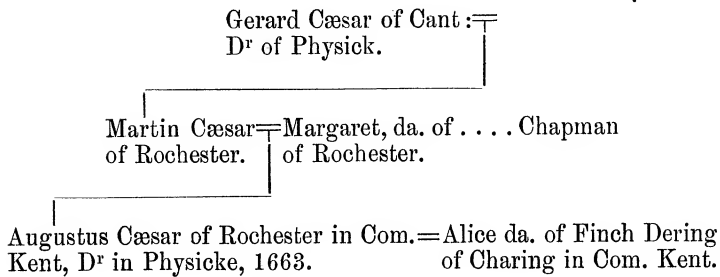 Gerard Cæsar of Cant :=
Dʳ of Physick.
Martin Cæsar=Margaret, da. of . . . . Chapman
of Rochester. of Rochester.
Augustus Cæsar of Rochester in Com.=Alice da. of Finch Dering
Kent, Dʳ in Physicke, 1663. of Charing in Com. Kent.